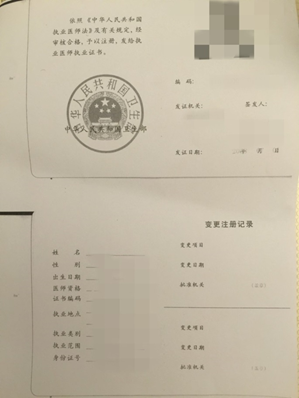 依照《中华人民共和国
执业医师法》及有关规定，经
审核合格，予以注册，发给执
业医师执业证书。
中华人民共和国卫生部
中华人民共和国卫生部
编码:
发证机关:
签发人:
发证日期: 年 月 日
姓名
性别
出生日期
医师资格
证书编码
执业地点
执业类别
执业范围
身份证号
变更注册记录
变更项目
变更日期
批准机关
变更项目
变更日期
批准机关